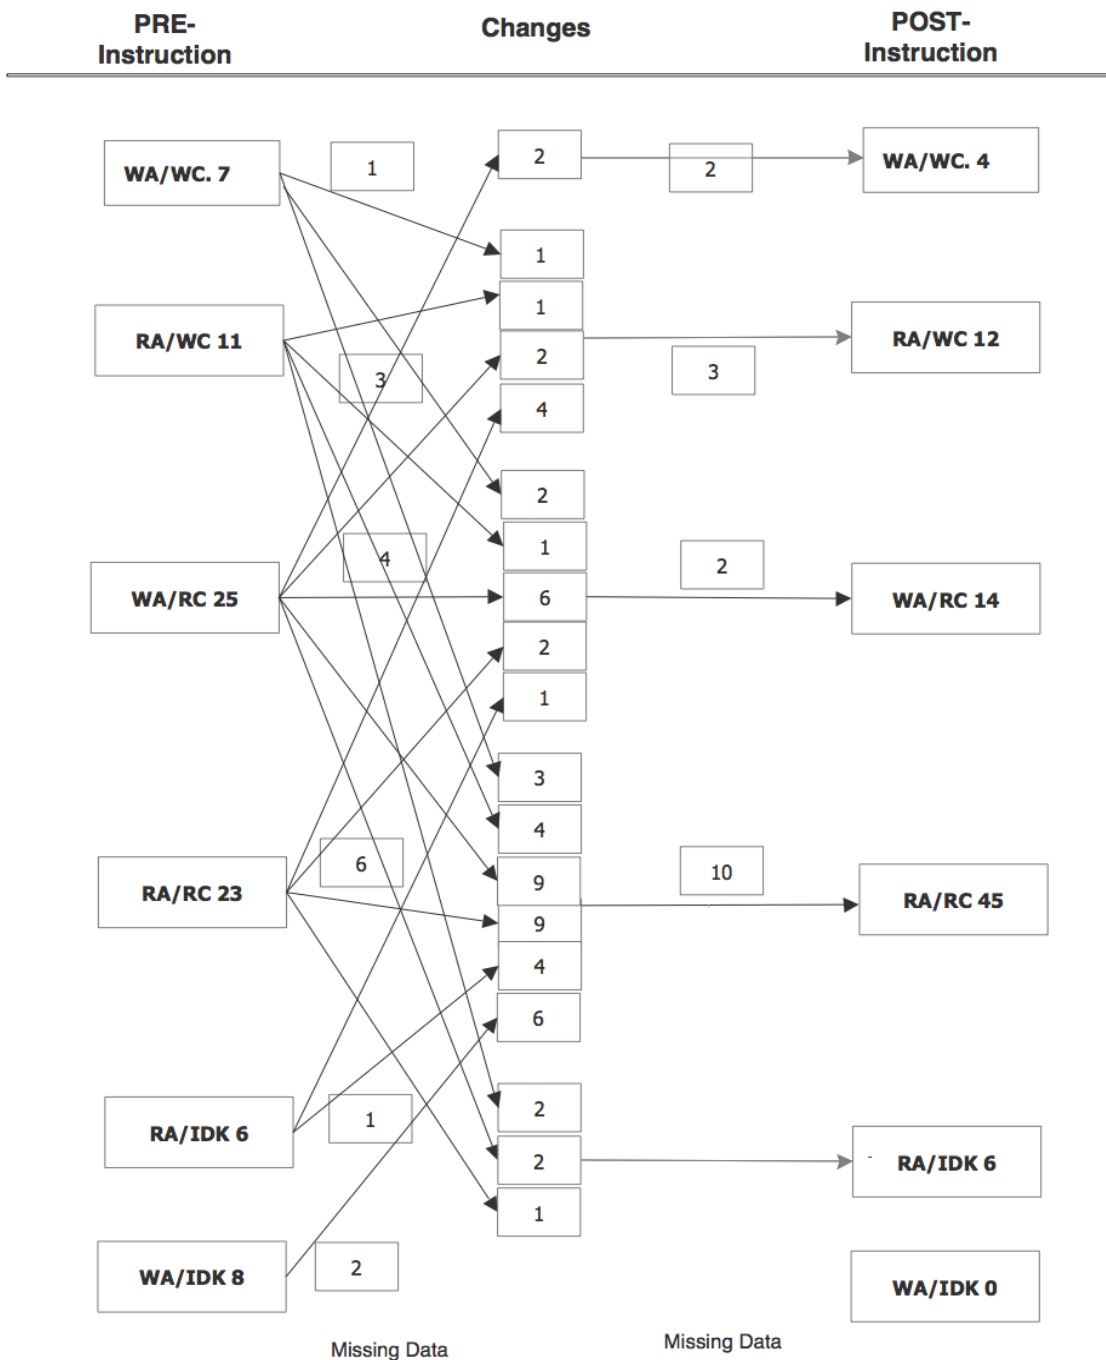 PRE-
Instruction
Changes
POST-
Instruction
WA/WC. 7
1
2
2
WA/WC. 4
1
RA/WC 11
1
3
2
3
RA/WC 12
4
2
WA/RC 25
4
1
2
WA/RC 14
6
2
1
3
4
RA/RC 23
6
9
10
RA/RC 45
9
4
6
2
RA/IDK 6
1
2
- RA/IDK 6
1
WA/IDK 8
2
WA/IDK 0
Missing Data
Missing Data